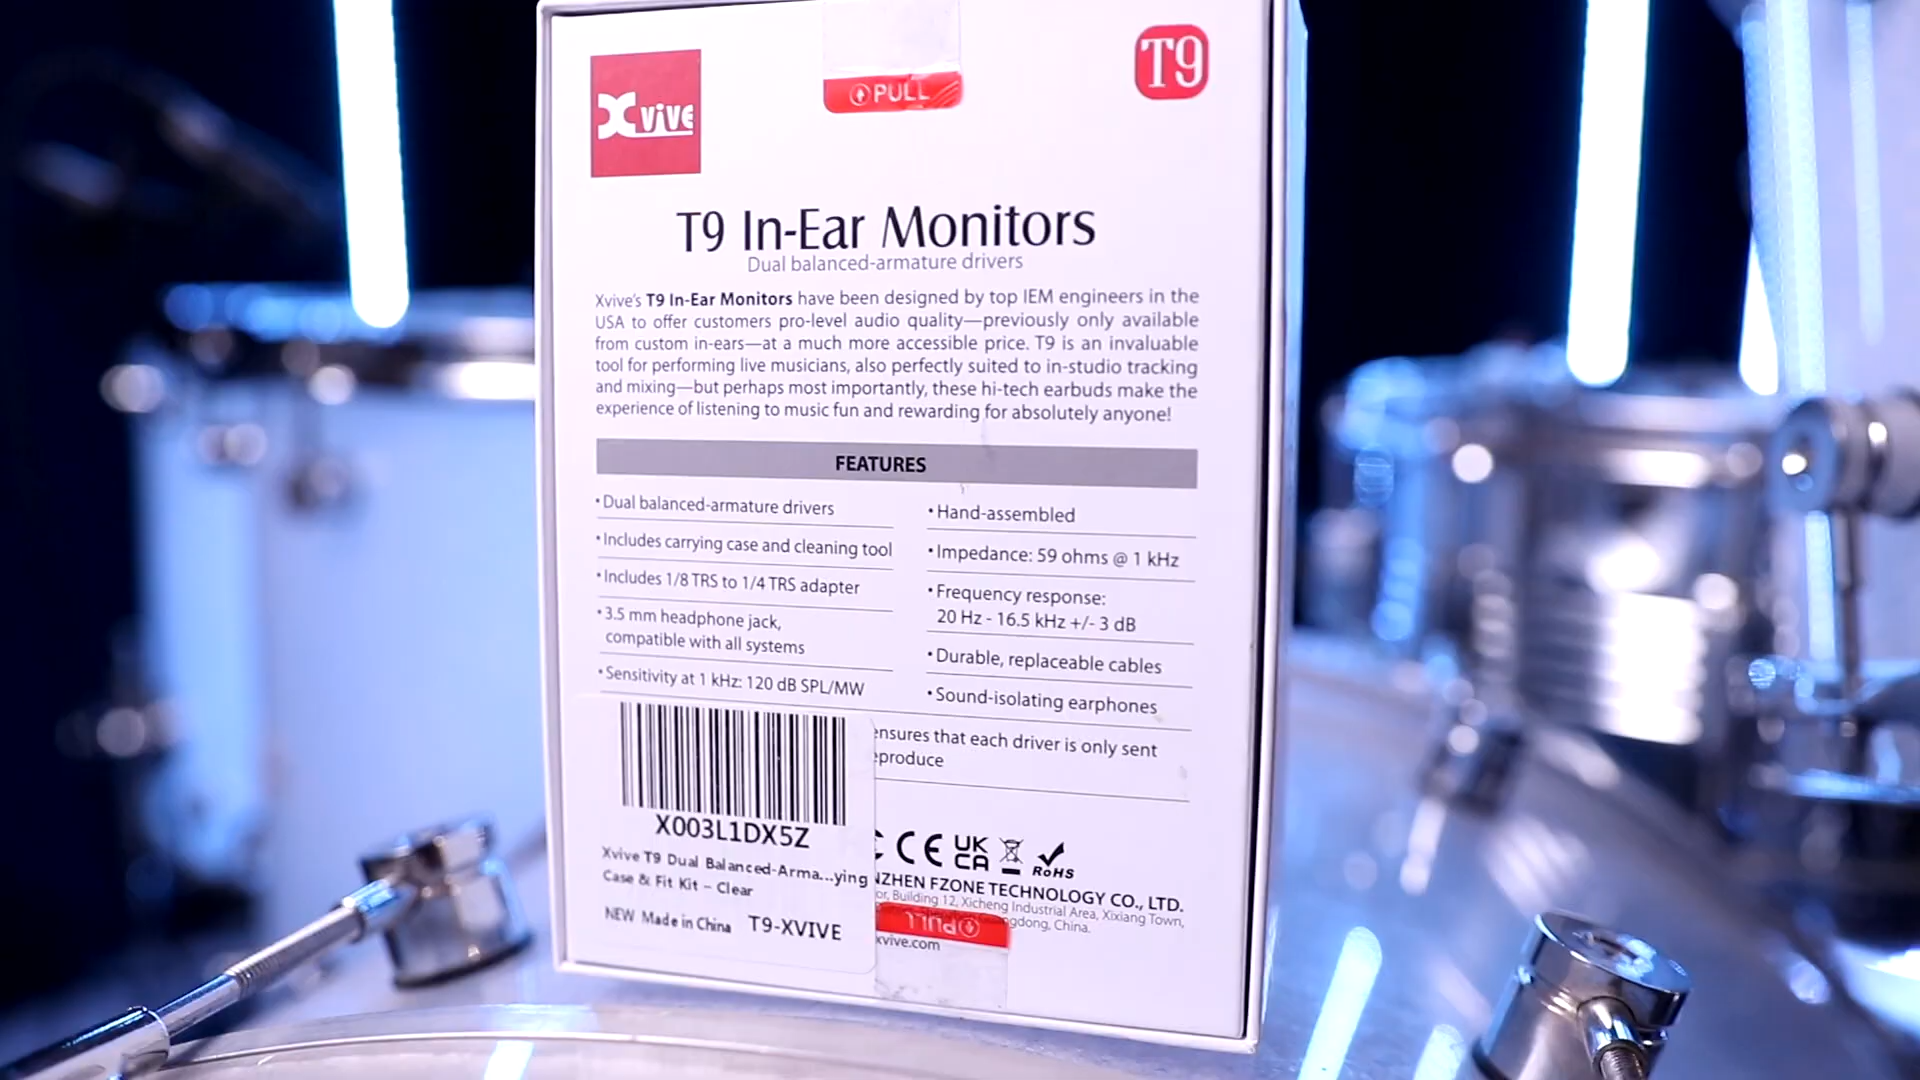 Xvive
PULL
T9
T9 In-Ear Monitors
Dual balanced-armature drivers
Xvive's T9 In-Ear Monitors have been designed by top IEM engineers in the
USA to offer customers pro-level audio quality—previously only available
from custom in-ears—at a much more accessible price. T9 is an invaluable
tool for performing live musicians, also perfectly suited to in-studio tracking
and mixing—but perhaps most importantly, these hi-tech earbuds make the
experience of listening to music fun and rewarding for absolutely anyone!
FEATURES
• Dual balanced-armature drivers
• Includes carrying case and cleaning tool
• Includes 1/8 TRS to 1/4 TRS adapter
• 3.5 mm headphone jack,
compatible with all systems
• Sensitivity at 1 kHz: 120 dB SPL/MW
• Hand-assembled
• Impedance: 59 ohms @ 1 kHz
• Frequency response:
20 Hz - 16.5 kHz +/- 3 dB
• Durable, replaceable cables
• Sound-isolating earphones
ensures that each driver is only sent
eproduce
X003L1DX5Z
Xvive T9 Dual Balanced-Arma...ying
Case & Fit Kit – Clear
NEW Made in China T9-XVIVE
CE UK CA RoHS
NZHEN FZONE TECHNOLOGY CO., LTD.
or, Building 12, Xicheng Industrial Area, Xixiang Town,
gdong, China.
PULL
xvive.com